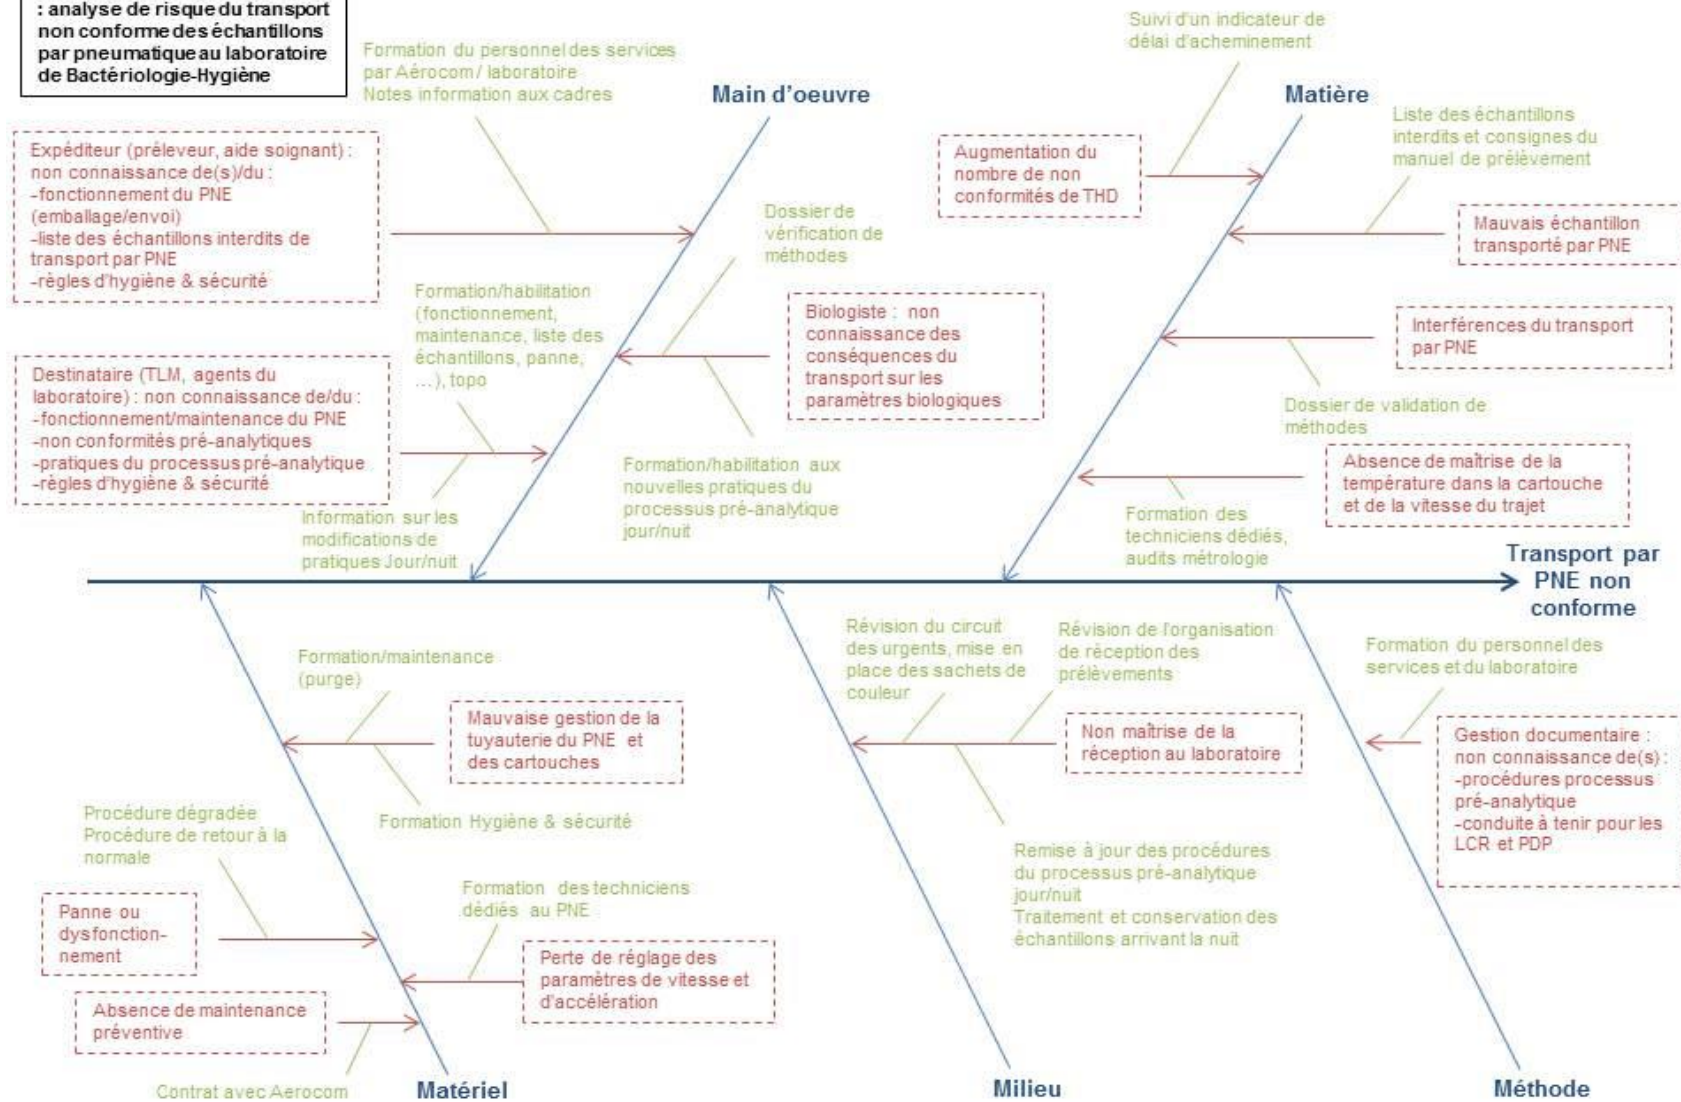 : analyse de risque du transport
non conforme des échantillons
par pneumatique au laboratoire
de Bactériologie-Hygiène
Formation du personnel des services
par Aérocom / laboratoire
Notes information aux cadres
Main d'oeuvre
Suivi d'un indicateur de
délai d'acheminement
Matière
Liste des échantillons
interdits et consignes du
manuel de prélèvement
Expéditeur (préleveur, aide soignant) :
non connaissance de(s)/du :
-fonctionnement du PNE
(emballage/envoi)
-liste des échantillons interdits de
transport par PNE
-règles d'hygiène & sécurité
Augmentation du
nombre de non
conformités de THD
Dossier de
vérification de
méthodes
Mauvais échantillon
transporté par PNE
Formation/habilitation
(fonctionnement,
maintenance, liste des
échantillons, panne,
…), topo
Biologiste : non
connaissance des
conséquences du
transport sur les
paramètres biologiques
Interférences du transport
par PNE
Destinataire (TLM, agents du
laboratoire) : non connaissance de/du :
-fonctionnement/maintenance du PNE
-non conformités pré-analytiques
-pratiques du processus pré-analytique
-règles d'hygiène & sécurité
Dossier de validation de
méthodes
Formation/habilitation aux
nouvelles pratiques du
processus pré-analytique
jour/nuit
Absence de maîtrise de la
température dans la cartouche
et de la vitesse du trajet
Information sur les
modifications de
pratiques Jour/nuit
Formation des
techniciens dédiés,
audits métrologie
Transport par
PNE non
conforme
Formation/maintenance
(purge)
Révision du circuit
des urgents, mise en
place des sachets de
couleur
Révision de l'organisation
de réception des
prélèvements
Formation du personnel des
services et du laboratoire
Mauvaise gestion de la
tuyauterie du PNE et
des cartouches
Non maîtrise de la
réception au laboratoire
Gestion documentaire :
non connaissance de(s) :
-procédures processus
pré-analytique
-conduite à tenir pour les
LCR et PDP
Procédure dégradée
Procédure de retour à la
normale
Formation Hygiène & sécurité
Remise à jour des procédures
du processus pré-analytique
jour/nuit
Traitement et conservation des
échantillons arrivant la nuit
Formation des techniciens
dédiés au PNE
Panne ou
dysfonction-
nement
Perte de réglage des
paramètres de vitesse et
d'accélération
Absence de maintenance
préventive
Contrat avec Aerocom
Matériel
Milieu
Méthode